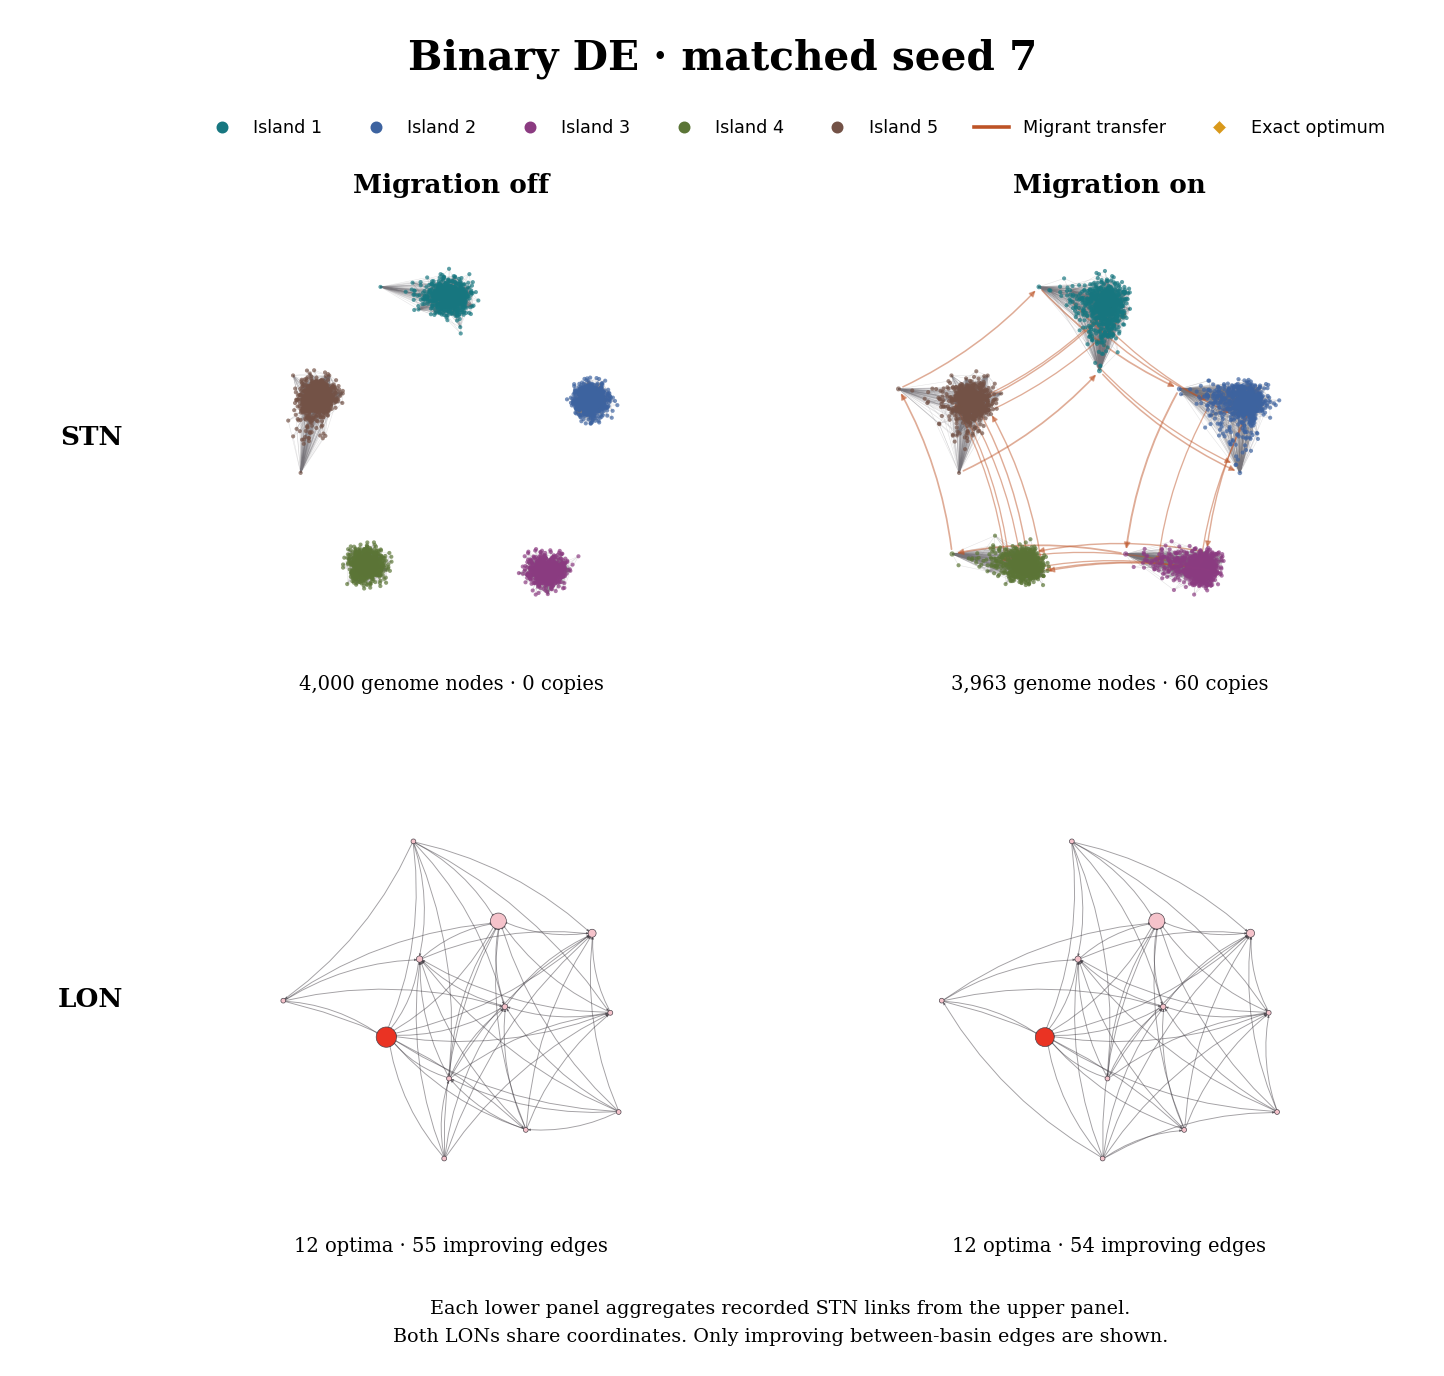 Binary DE · matched seed 7
Island 1 Island 2 Island 3 Island 4 Island 5 Migrant transfer Exact optimum
Migration off Migration on
STN
4,000 genome nodes · 0 copies 3,963 genome nodes · 60 copies
LON
12 optima · 55 improving edges 12 optima · 54 improving edges
Each lower panel aggregates recorded STN links from the upper panel.
Both LONs share coordinates. Only improving between-basin edges are shown.